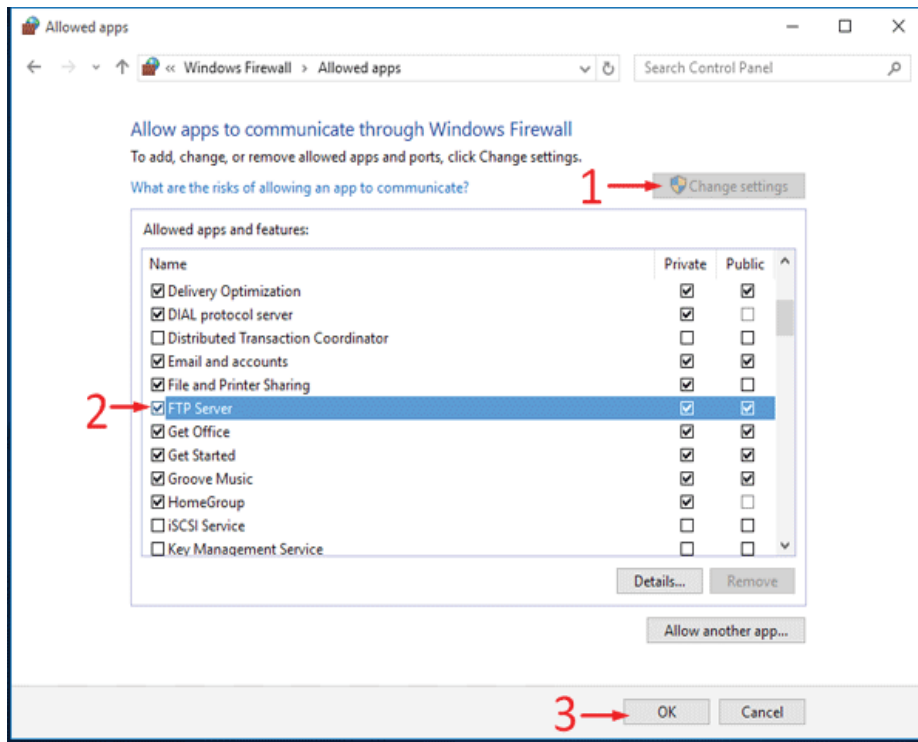 Allowed apps
« Windows Firewall › Allowed apps
Search Control Panel
Allow apps to communicate through Windows Firewall
To add, change, or remove allowed apps and ports, click Change settings.
What are the risks of allowing an app to communicate?
1
Change settings
Allowed apps and features:
Name Private Public
Delivery Optimization
DIAL protocol server
Distributed Transaction Coordinator
Email and accounts
File and Printer Sharing
2 FTP Server
Get Office
Get Started
Groove Music
HomeGroup
iSCSI Service
Key Management Service
Details... Remove
Allow another app...
3 OK Cancel